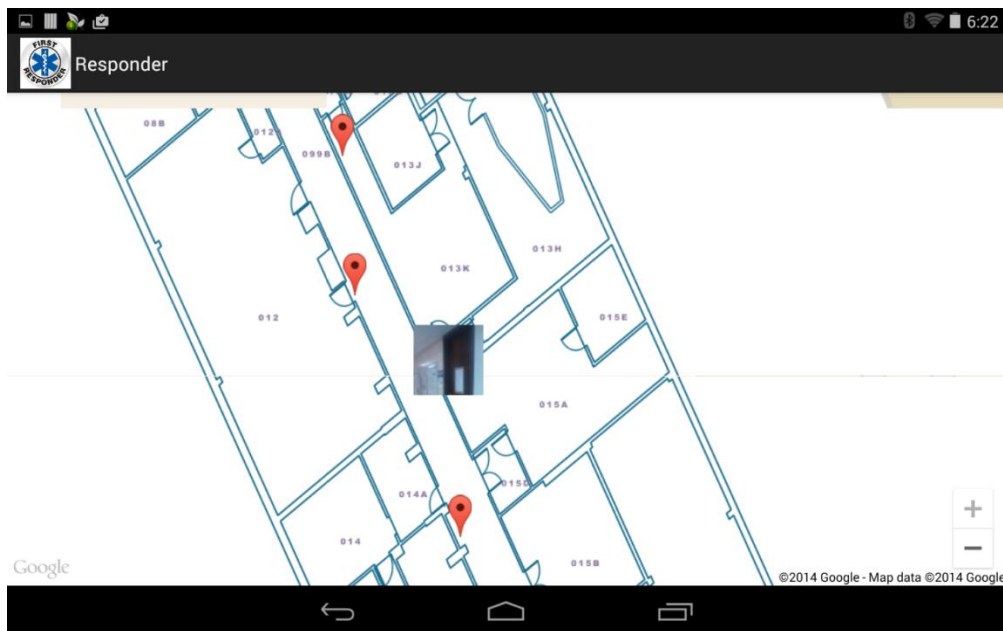 6:22
FIRST
RESPONDER
Responder
08B
012A
099B
013J
013H
013K
012
015E
015A
014A
015D
014
015B
+
−
Google
©2014 Google - Map data ©2014 Google